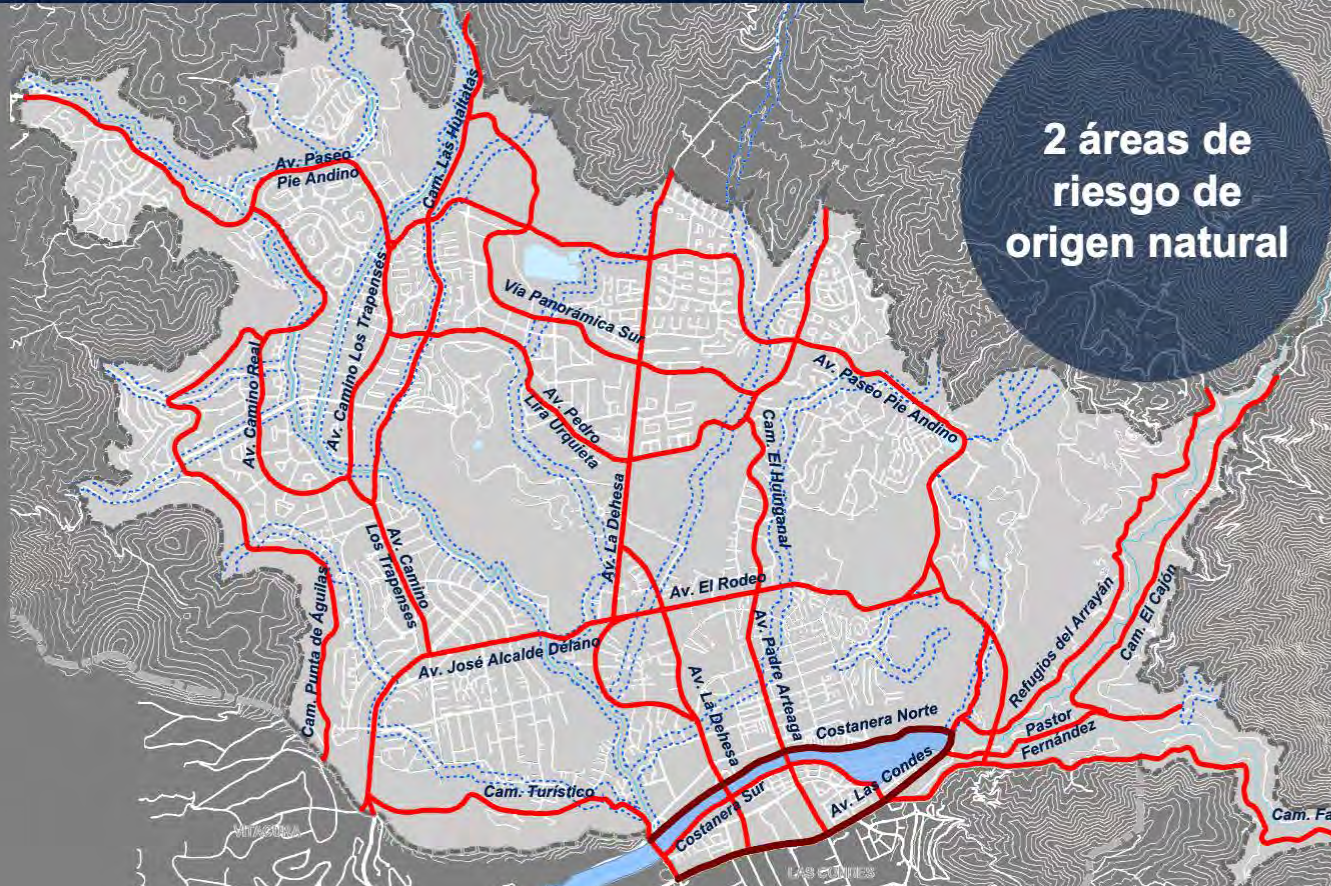 2 áreas de
riesgo de
origen natural
Cam. Las Hualtatas
Av. Paseo
Pie Andino
Vía Panorámica Sur
Av. Camino Los Trapenses
Av. Camino Real
Av. Pedro
Lira Urquieta
Av. Paseo Pie Andino
Cam. El Huinganal
Av. La Dehesa
Av. Camino
Los Trapenses
Av. El Rodeo
Cam. Punta de Aguilas
Av. José Alcalde Délano
Av. Padre Arteaga
Refugios del Arrayán
Cam. El Cajón
Av. La Dehesa
Costanera Norte
Pastor
Fernández
Av. Las Condes
Costanera Sur
Cam. Turístico
Cam. Fa
VITACURA
LAS CONDES